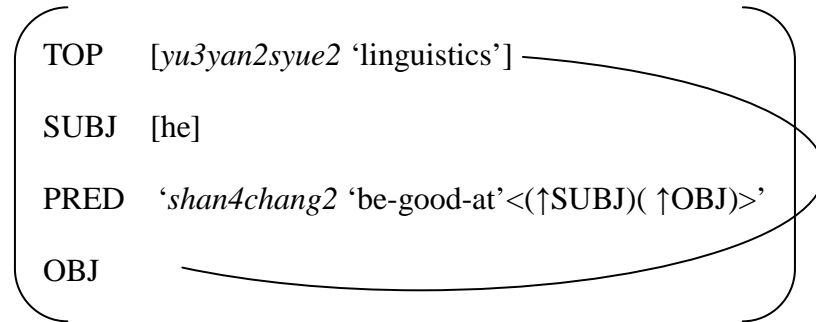 TOP [yu3yan2syue2 ‘linguistics’]
SUBJ [he]
PRED ‘shan4chang2 ‘be-good-at’<(↑SUBJ)( ↑OBJ)>’
OBJ